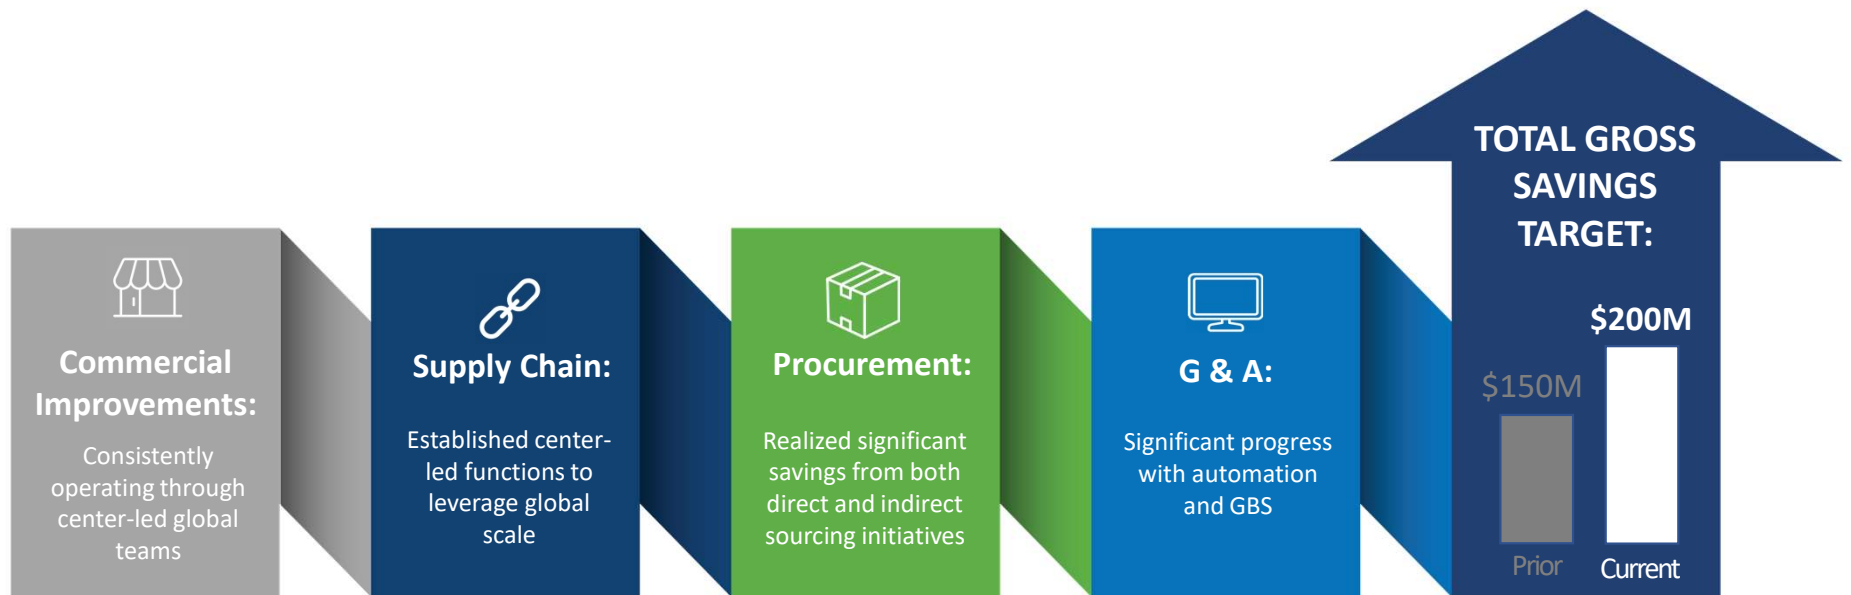 Commercial
Improvements:
Consistently
operating through
center-led global
teams
Supply Chain:
Established center-
led functions to
leverage global
scale
Procurement:
Realized significant
savings from both
direct and indirect
sourcing initiatives
G & A:
Significant progress
with automation
and GBS
TOTAL GROSS
SAVINGS
TARGET:
$200M
$150M
Prior
Current